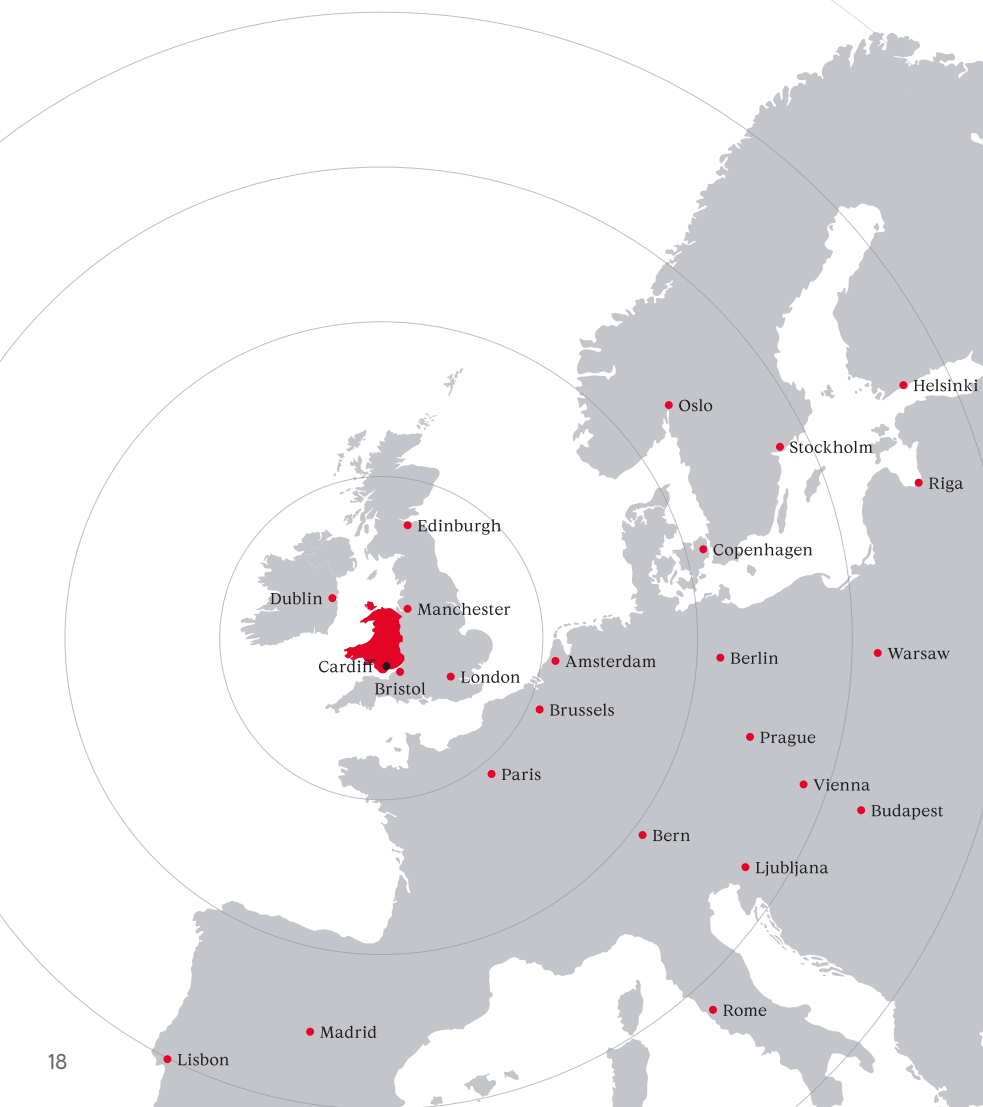 Helsinki
Oslo
Stockholm
Riga
Edinburgh
Copenhagen
Dublin
Manchester
Cardiff
Bristol
London
Amsterdam
Berlin
Warsaw
Brussels
Prague
Paris
Vienna
Budapest
Bern
Ljubljana
Rome
Madrid
Lisbon
18